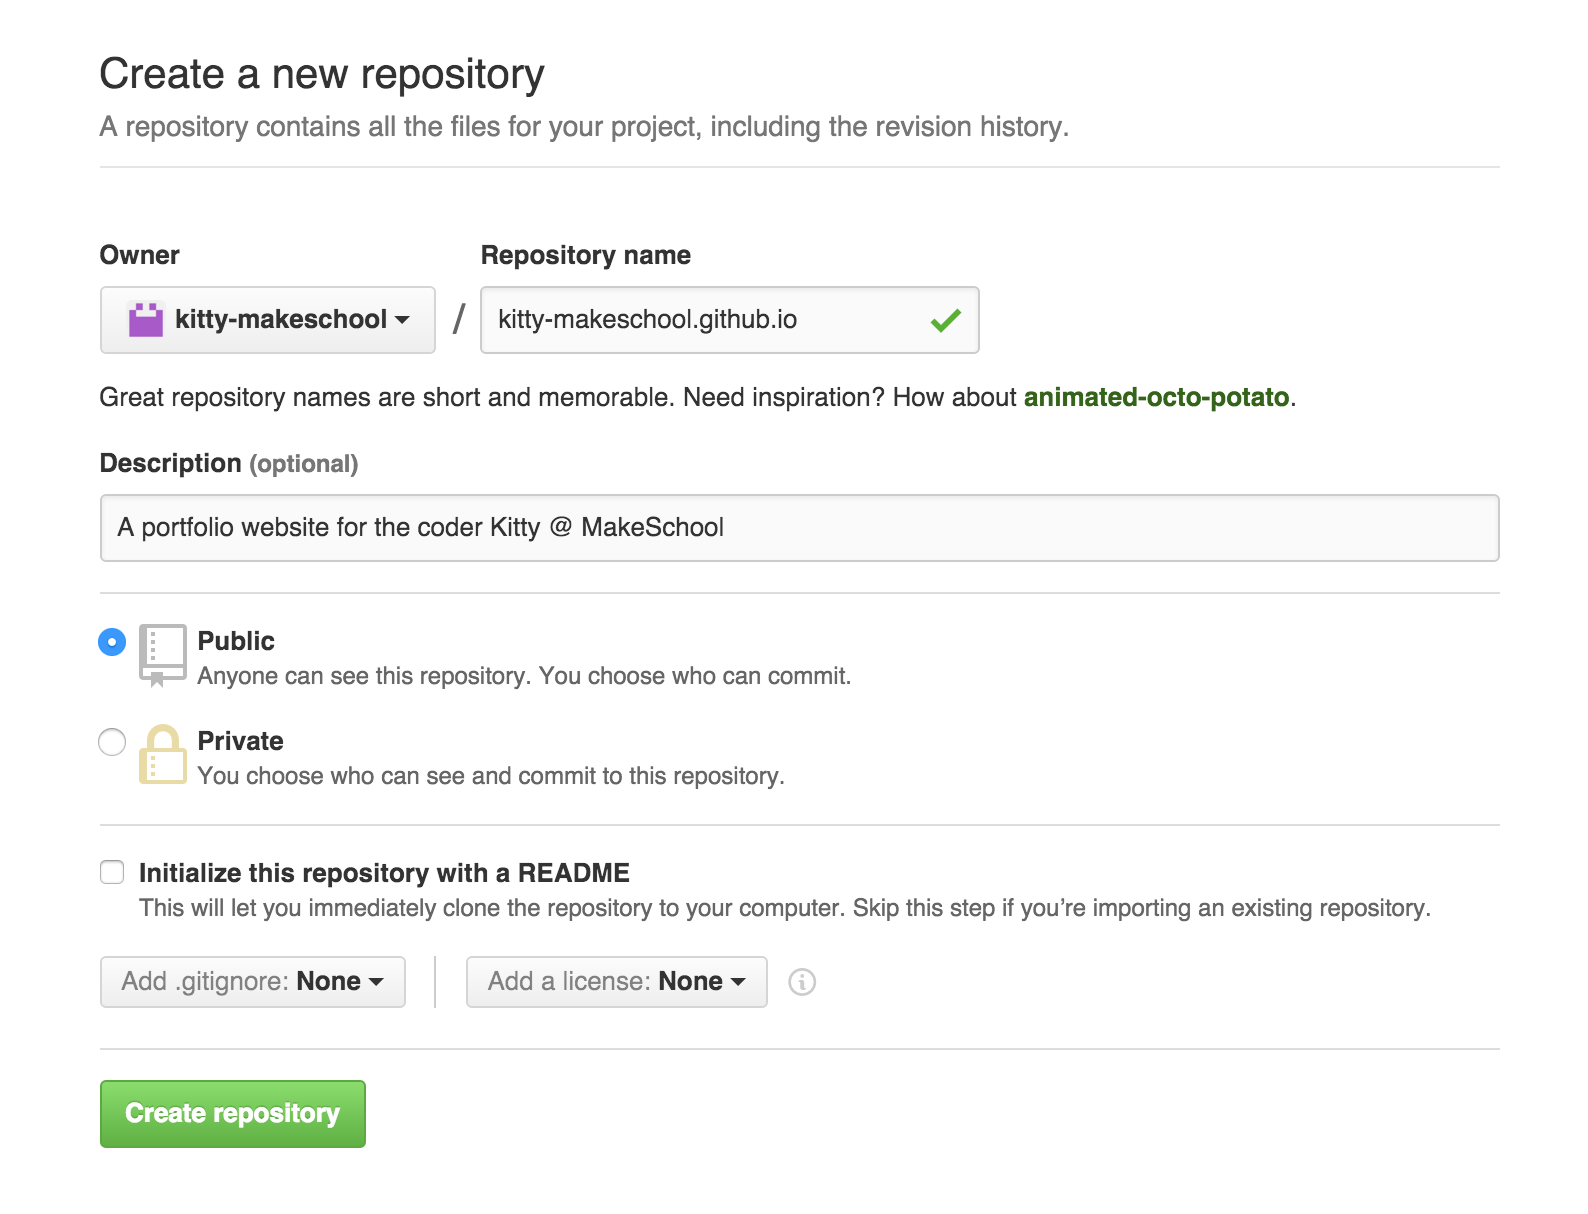 Create a new repository
A repository contains all the files for your project, including the revision history.
Owner Repository name
kitty-makeschool / kitty-makeschool.github.io
Great repository names are short and memorable. Need inspiration? How about animated-octo-potato.
Description (optional)
A portfolio website for the coder Kitty @ MakeSchool
Public
Anyone can see this repository. You choose who can commit.
Private
You choose who can see and commit to this repository.
Initialize this repository with a README
This will let you immediately clone the repository to your computer. Skip this step if you’re importing an existing repository.
Add .gitignore: None Add a license: None
Create repository